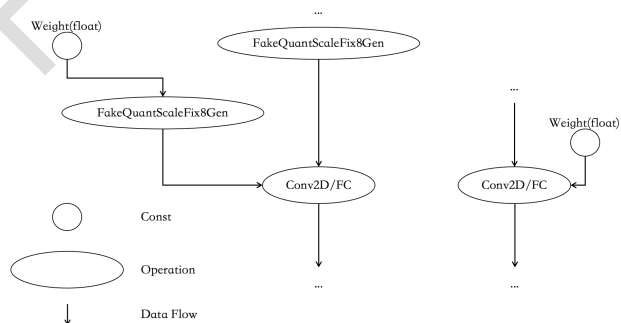 ...
Weight(float)
FakeQuantScaleFix8Gen
FakeQuantScaleFix8Gen
Conv2D/FC
...
...
Weight(float)
Conv2D/FC
...
Const
Operation
Data Flow